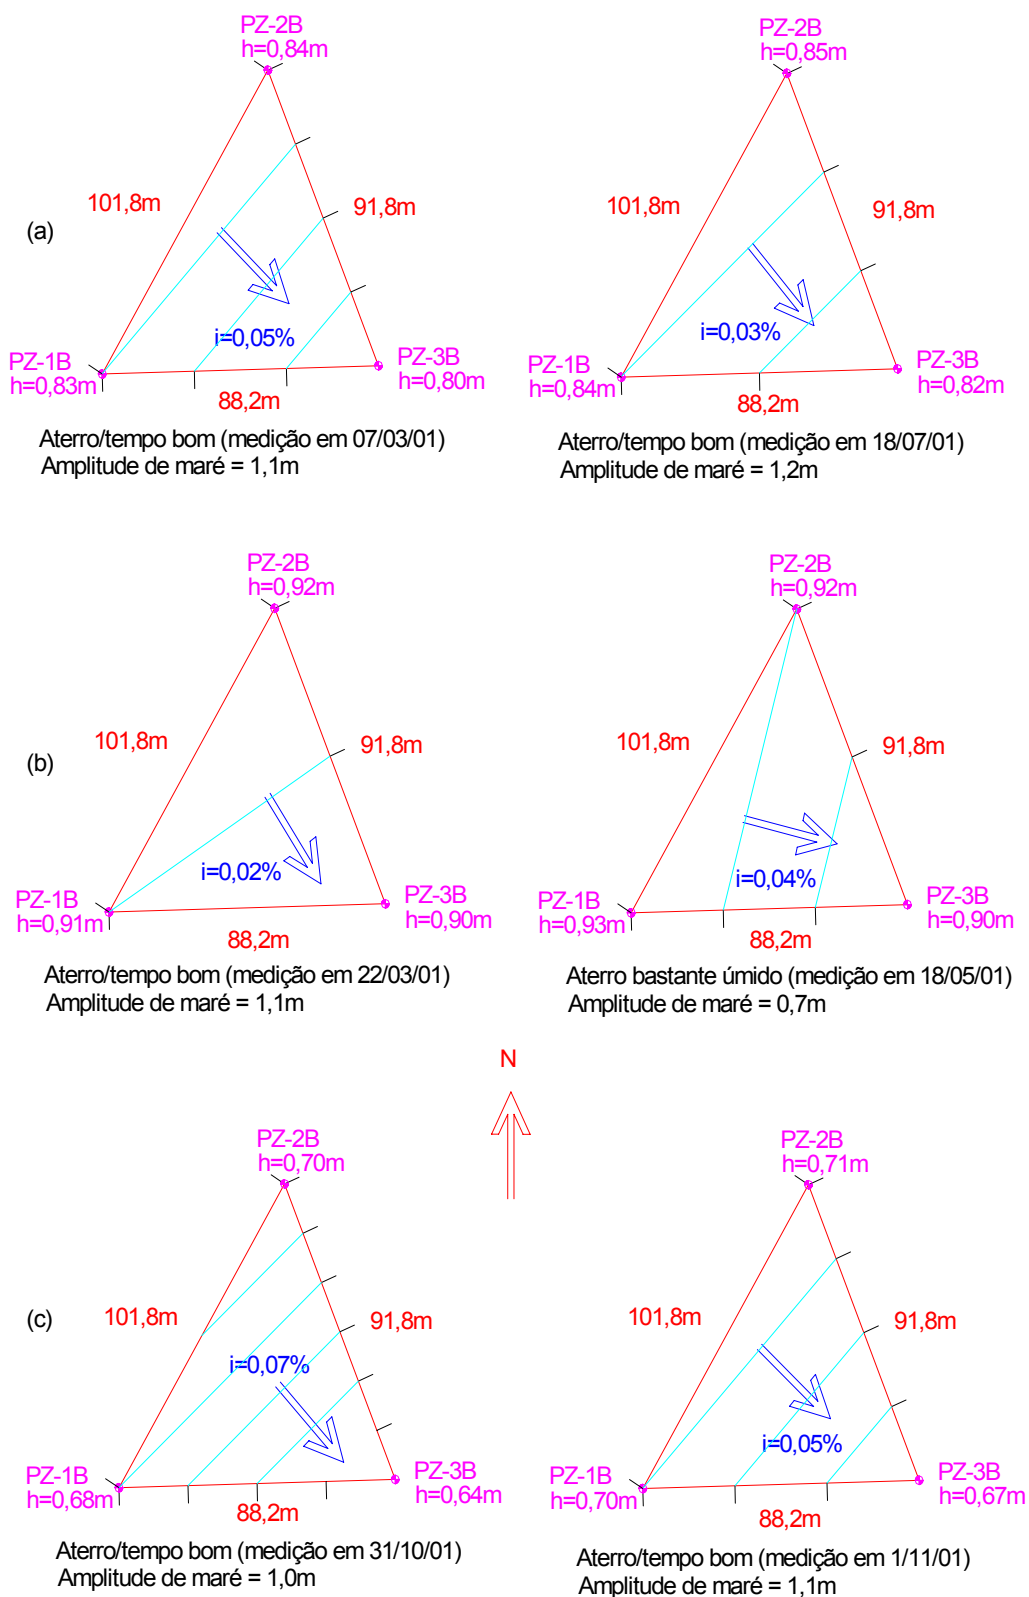 PZ-2B
h=0,84m
101,8m
91,8m
(a)
i=0,05%
PZ-1B
h=0,83m
PZ-3B
h=0,80m
88,2m
Aterro/tempo bom (medição em 07/03/01)
Amplitude de maré = 1,1m
PZ-2B
h=0,85m
101,8m
91,8m
i=0,03%
PZ-1B
h=0,84m
PZ-3B
h=0,82m
88,2m
Aterro/tempo bom (medição em 18/07/01)
Amplitude de maré = 1,2m
PZ-2B
h=0,92m
101,8m
91,8m
(b)
i=0,02%
PZ-1B
h=0,91m
PZ-3B
h=0,90m
88,2m
Aterro/tempo bom (medição em 22/03/01)
Amplitude de maré = 1,1m
PZ-2B
h=0,92m
101,8m
91,8m
i=0,04%
PZ-1B
h=0,93m
PZ-3B
h=0,90m
88,2m
Aterro bastante úmido (medição em 18/05/01)
Amplitude de maré = 0,7m
N
PZ-2B
h=0,70m
101,8m
91,8m
(c)
i=0,07%
PZ-1B
h=0,68m
PZ-3B
h=0,64m
88,2m
Aterro/tempo bom (medição em 31/10/01)
Amplitude de maré = 1,0m
PZ-2B
h=0,71m
101,8m
91,8m
i=0,05%
PZ-1B
h=0,70m
PZ-3B
h=0,67m
88,2m
Aterro/tempo bom (medição em 1/11/01)
Amplitude de maré = 1,1m